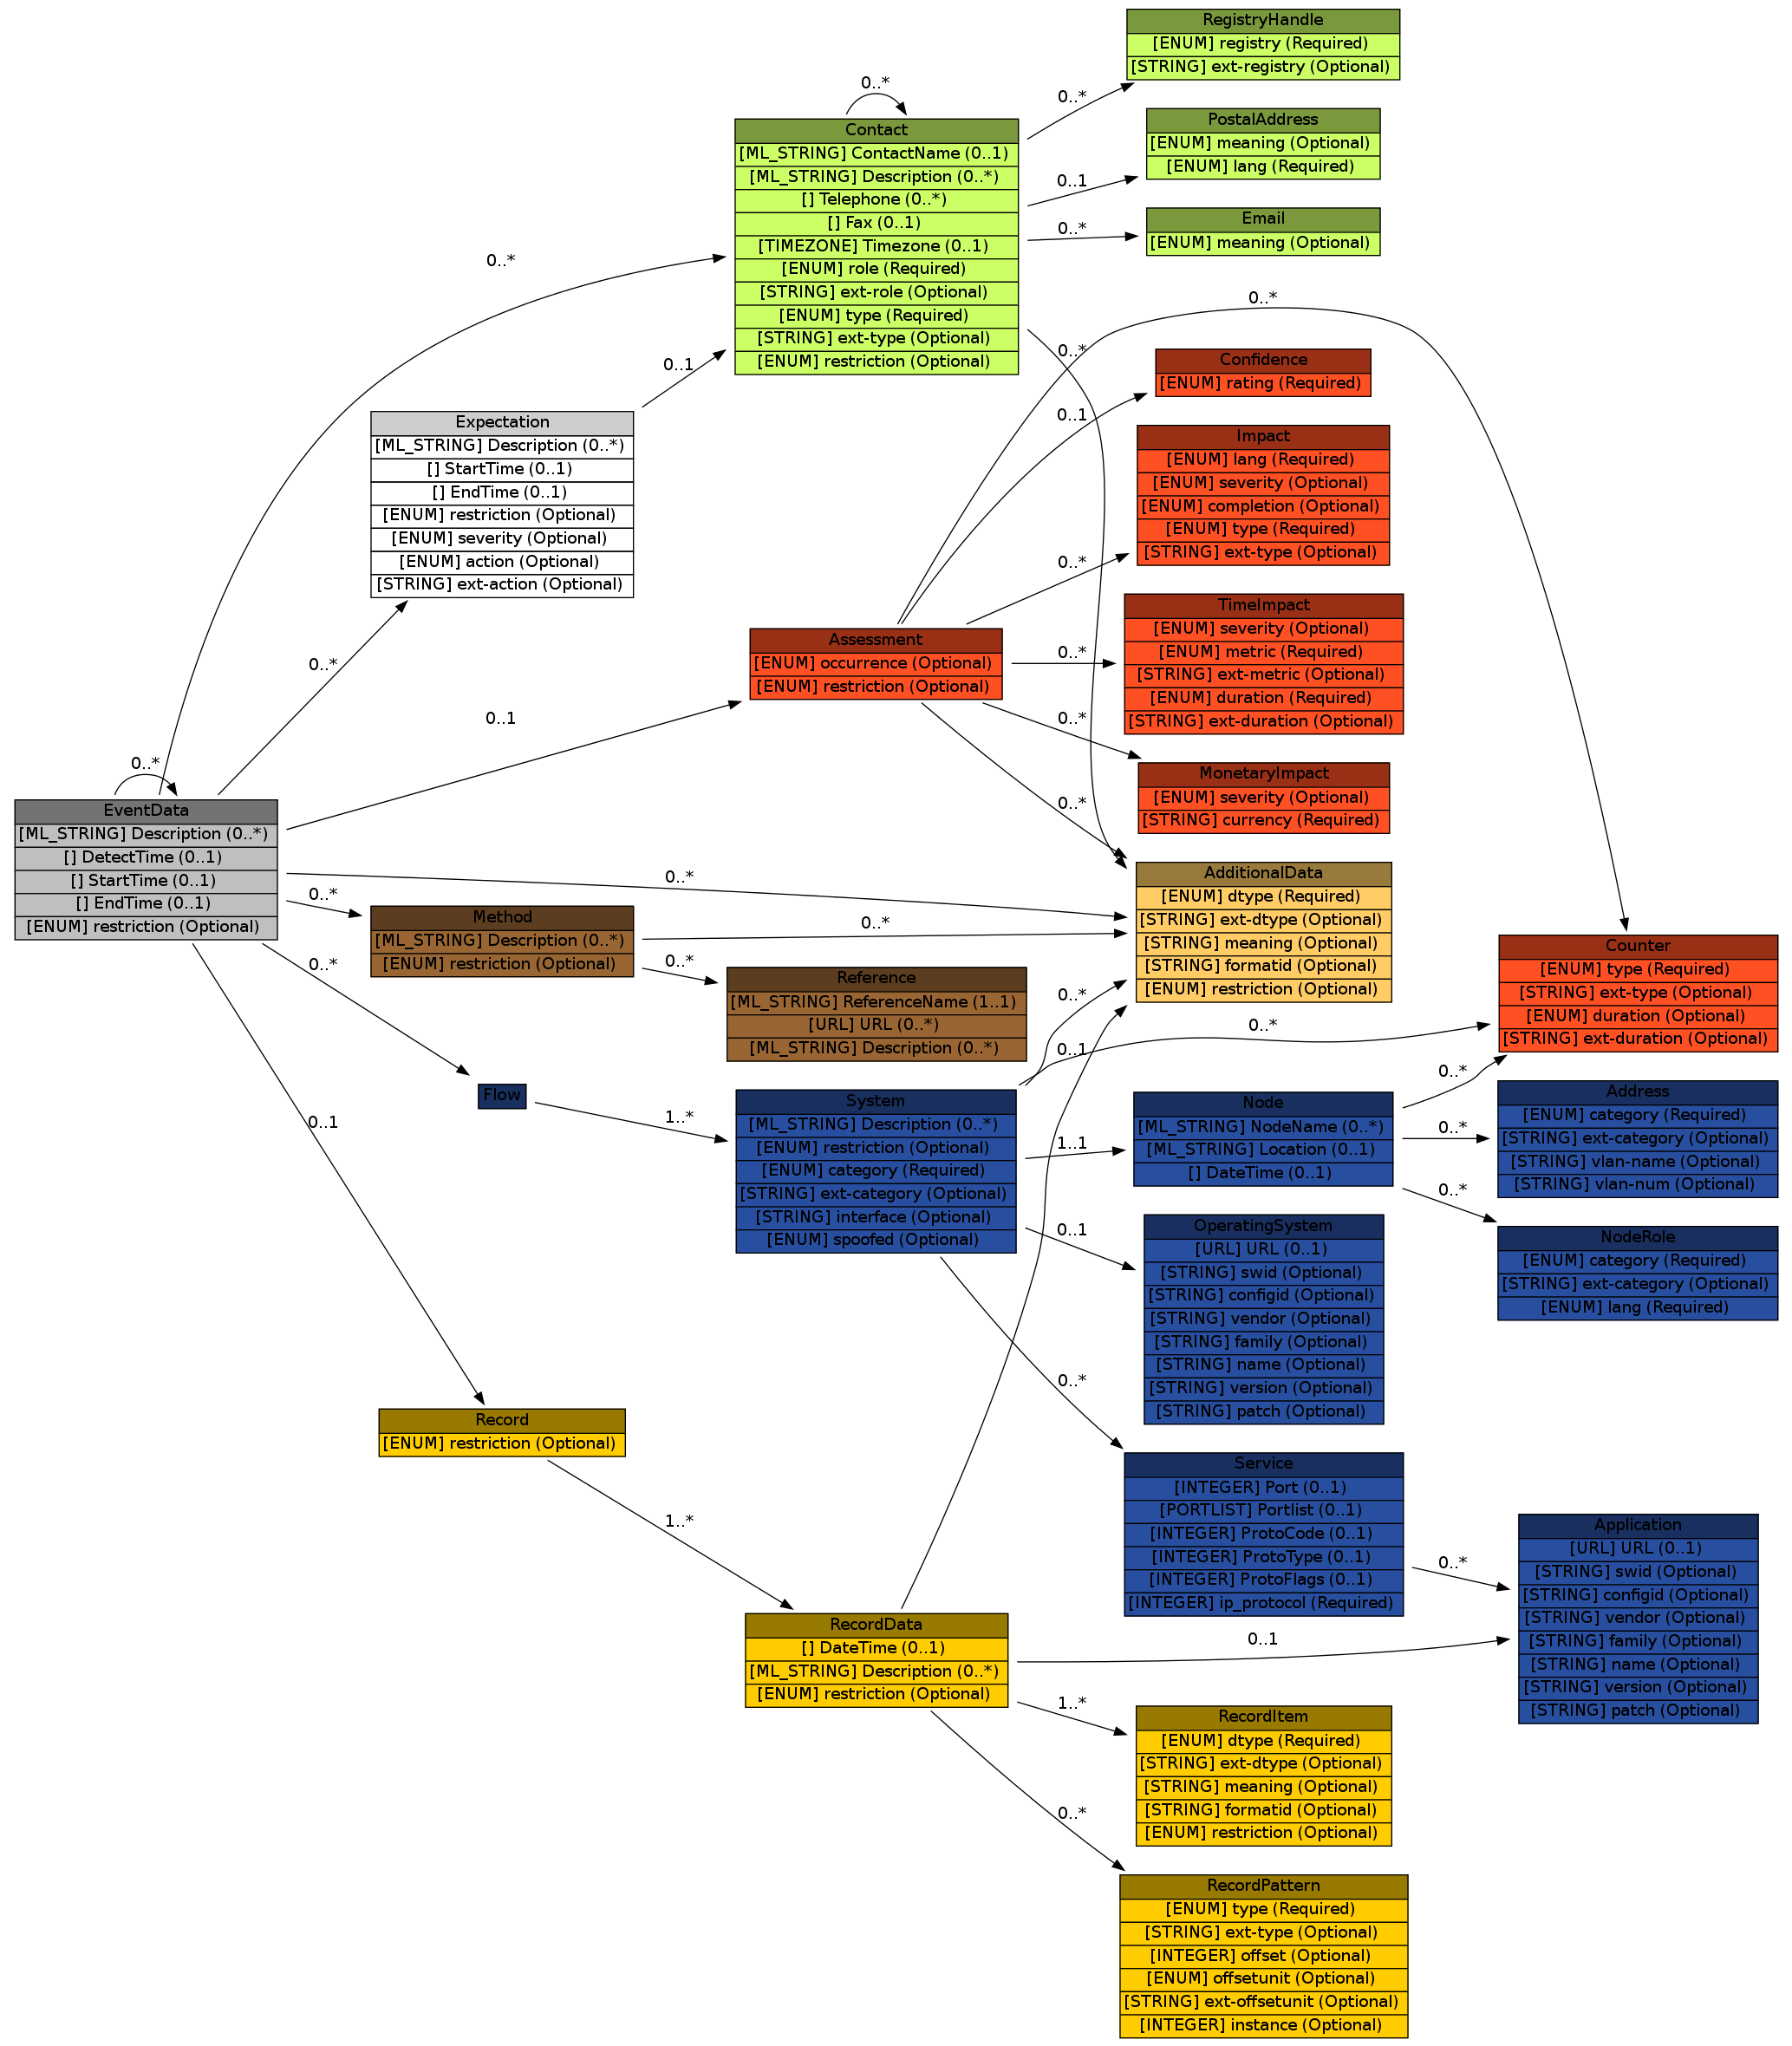 RegistryHandle
[ENUM] registry (Required)
[STRING] ext-registry (Optional)
0..*
0..*
Contact
[ML_STRING] ContactName (0..1)
[ML_STRING] Description (0..*)
[] Telephone (0..*)
[] Fax (0..1)
[TIMEZONE] Timezone (0..1)
[ENUM] role (Required)
[STRING] ext-role (Optional)
[ENUM] type (Required)
[STRING] ext-type (Optional)
[ENUM] restriction (Optional)
PostalAddress
[ENUM] meaning (Optional)
[ENUM] lang (Required)
0..1
Email
[ENUM] meaning (Optional)
0..*
0..*
0..*
0..*
0..1
Confidence
[ENUM] rating (Required)
0..1
Expectation
[ML_STRING] Description (0..*)
[] StartTime (0..1)
[] EndTime (0..1)
[ENUM] restriction (Optional)
[ENUM] severity (Optional)
[ENUM] action (Optional)
[STRING] ext-action (Optional)
Impact
[ENUM] lang (Required)
[ENUM] severity (Optional)
[ENUM] completion (Optional)
[ENUM] type (Required)
[STRING] ext-type (Optional)
0..*
TimeImpact
[ENUM] severity (Optional)
[ENUM] metric (Required)
[STRING] ext-metric (Optional)
[ENUM] duration (Required)
[STRING] ext-duration (Optional)
0..*
Assessment
[ENUM] occurrence (Optional)
[ENUM] restriction (Optional)
0..*
0..1
0..*
0..*
MonetaryImpact
[ENUM] severity (Optional)
[STRING] currency (Required)
0..*
EventData
[ML_STRING] Description (0..*)
[] DetectTime (0..1)
[] StartTime (0..1)
[] EndTime (0..1)
[ENUM] restriction (Optional)
0..*
0..*
AdditionalData
[ENUM] dtype (Required)
[STRING] ext-dtype (Optional)
[STRING] meaning (Optional)
[STRING] formatid (Optional)
[ENUM] restriction (Optional)
Method
[ML_STRING] Description (0..*)
[ENUM] restriction (Optional)
0..*
0..*
0..*
Reference
[ML_STRING] ReferenceName (1..1)
[URL] URL (0..*)
[ML_STRING] Description (0..*)
Counter
[ENUM] type (Required)
[STRING] ext-type (Optional)
[ENUM] duration (Optional)
[STRING] ext-duration (Optional)
0..*
0..*
0..1
0..*
Flow
1..*
0..1
System
[ML_STRING] Description (0..*)
[ENUM] restriction (Optional)
[ENUM] category (Required)
[STRING] ext-category (Optional)
[STRING] interface (Optional)
[ENUM] spoofed (Optional)
1..1
Node
[ML_STRING] NodeName (0..*)
[ML_STRING] Location (0..1)
[] DateTime (0..1)
0..*
Address
[ENUM] category (Required)
[STRING] ext-category (Optional)
[STRING] vlan-name (Optional)
[STRING] vlan-num (Optional)
0..*
NodeRole
[ENUM] category (Required)
[STRING] ext-category (Optional)
[ENUM] lang (Required)
0..1
OperatingSystem
[URL] URL (0..1)
[STRING] swid (Optional)
[STRING] configid (Optional)
[STRING] vendor (Optional)
[STRING] family (Optional)
[STRING] name (Optional)
[STRING] version (Optional)
[STRING] patch (Optional)
0..*
Record
[ENUM] restriction (Optional)
1..*
Service
[INTEGER] Port (0..1)
[PORTLIST] Portlist (0..1)
[INTEGER] ProtoCode (0..1)
[INTEGER] ProtoType (0..1)
[INTEGER] ProtoFlags (0..1)
[INTEGER] ip_protocol (Required)
0..*
Application
[URL] URL (0..1)
[STRING] swid (Optional)
[STRING] configid (Optional)
[STRING] vendor (Optional)
[STRING] family (Optional)
[STRING] name (Optional)
[STRING] version (Optional)
[STRING] patch (Optional)
RecordData
[] DateTime (0..1)
[ML_STRING] Description (0..*)
[ENUM] restriction (Optional)
0..1
1..*
RecordItem
[ENUM] dtype (Required)
[STRING] ext-dtype (Optional)
[STRING] meaning (Optional)
[STRING] formatid (Optional)
[ENUM] restriction (Optional)
0..*
RecordPattern
[ENUM] type (Required)
[STRING] ext-type (Optional)
[INTEGER] offset (Optional)
[ENUM] offsetunit (Optional)
[STRING] ext-offsetunit (Optional)
[INTEGER] instance (Optional)